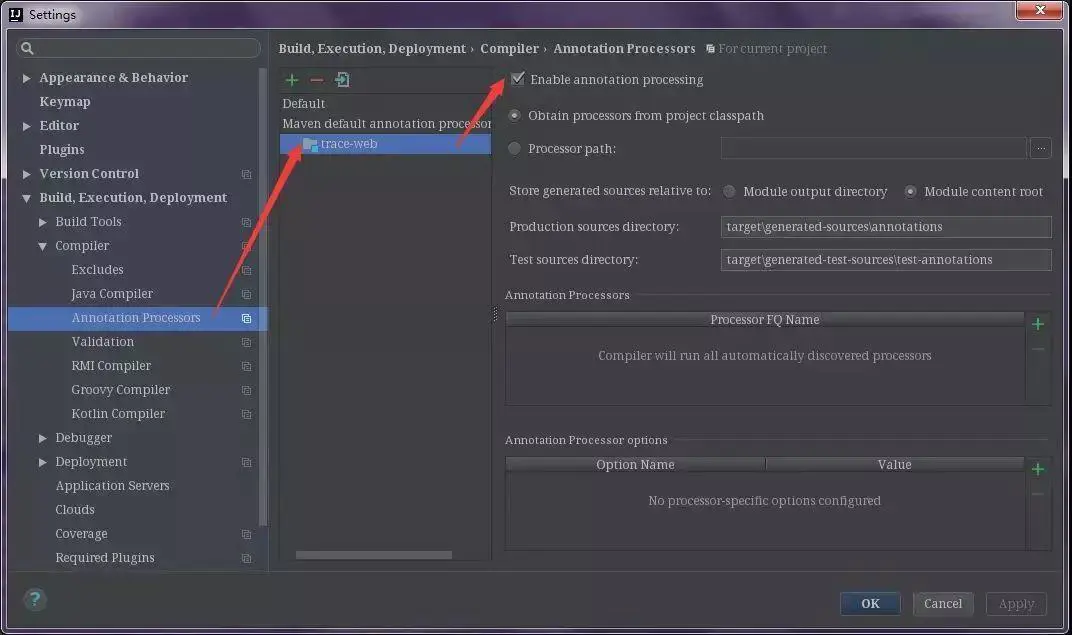 Settings
Build, Execution, Deployment › Compiler › Annotation Processors For current project
Appearance & Behavior
Keymap
Editor
Plugins
Version Control
Build, Execution, Deployment
Build Tools
Compiler
Excludes
Java Compiler
Annotation Processors
Validation
RMI Compiler
Groovy Compiler
Kotlin Compiler
Debugger
Deployment
Application Servers
Clouds
Coverage
Required Plugins
Default
Maven default annotation processor
trace-web
Enable annotation processing
Obtain processors from project classpath
Processor path:
...
Store generated sources relative to: Module output directory Module content root
Production sources directory: target\generated-sources\annotations
Test sources directory: target\generated-test-sources\test-annotations
Annotation Processors
Processor FQ Name
Compiler will run all automatically discovered processors
Annotation Processor options
Option Name Value
No processor-specific options configured
?
OK Cancel Apply